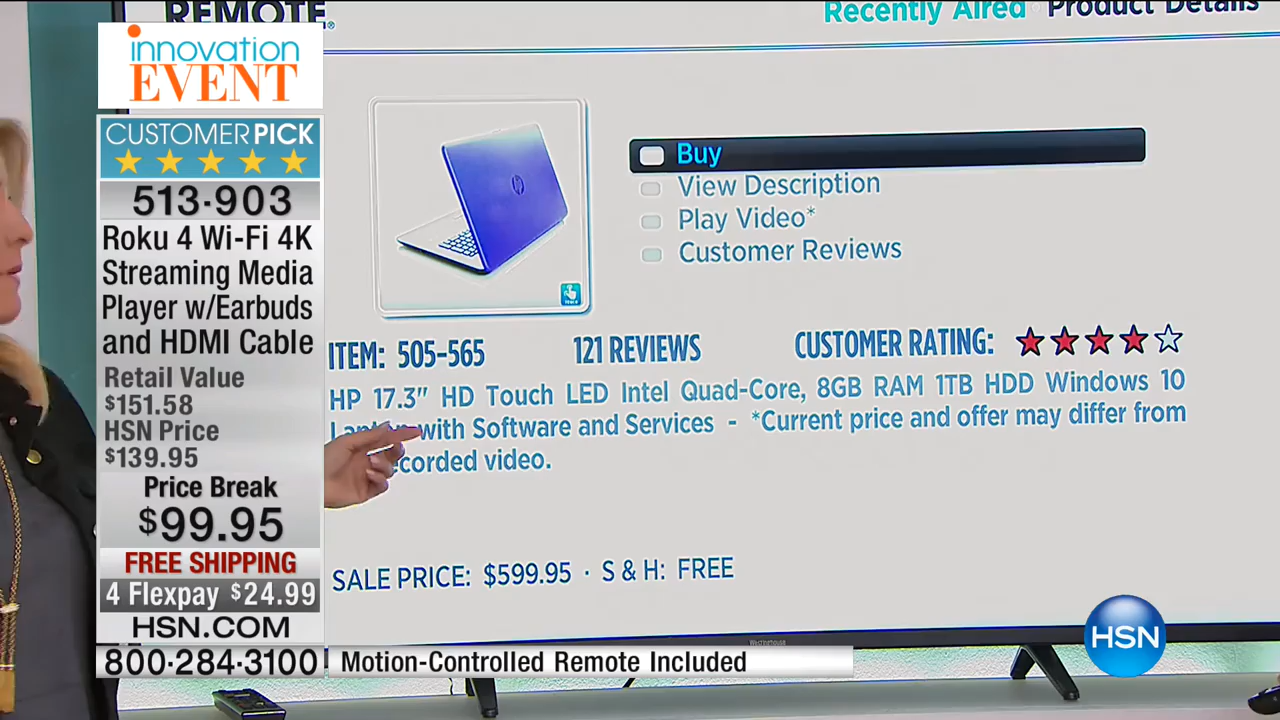 innovation
EVENT
CUSTOMER PICK
513-903
Roku 4 Wi-Fi 4K
Streaming Media
Player w/Earbuds
and HDMI Cable
Retail Value
$151.58
HSN Price
$139.95
Price Break
$99.95
FREE SHIPPING
4 Flexpay $24.99
HSN.COM
800·284·3100
Motion-Controlled Remote Included
REMOTE®
Recently Aired Product Details
hp
Buy
View Description
Play Video*
Customer Reviews
ITEM: 505-565 121 REVIEWS CUSTOMER RATING:
HP 17.3" HD Touch LED Intel Quad-Core, 8GB RAM 1TB HDD Windows 10
with Software and Services - *Current price and offer may differ from
video.
SALE PRICE: $599.95 · S & H: FREE
WESTINGHOUSE
HSN